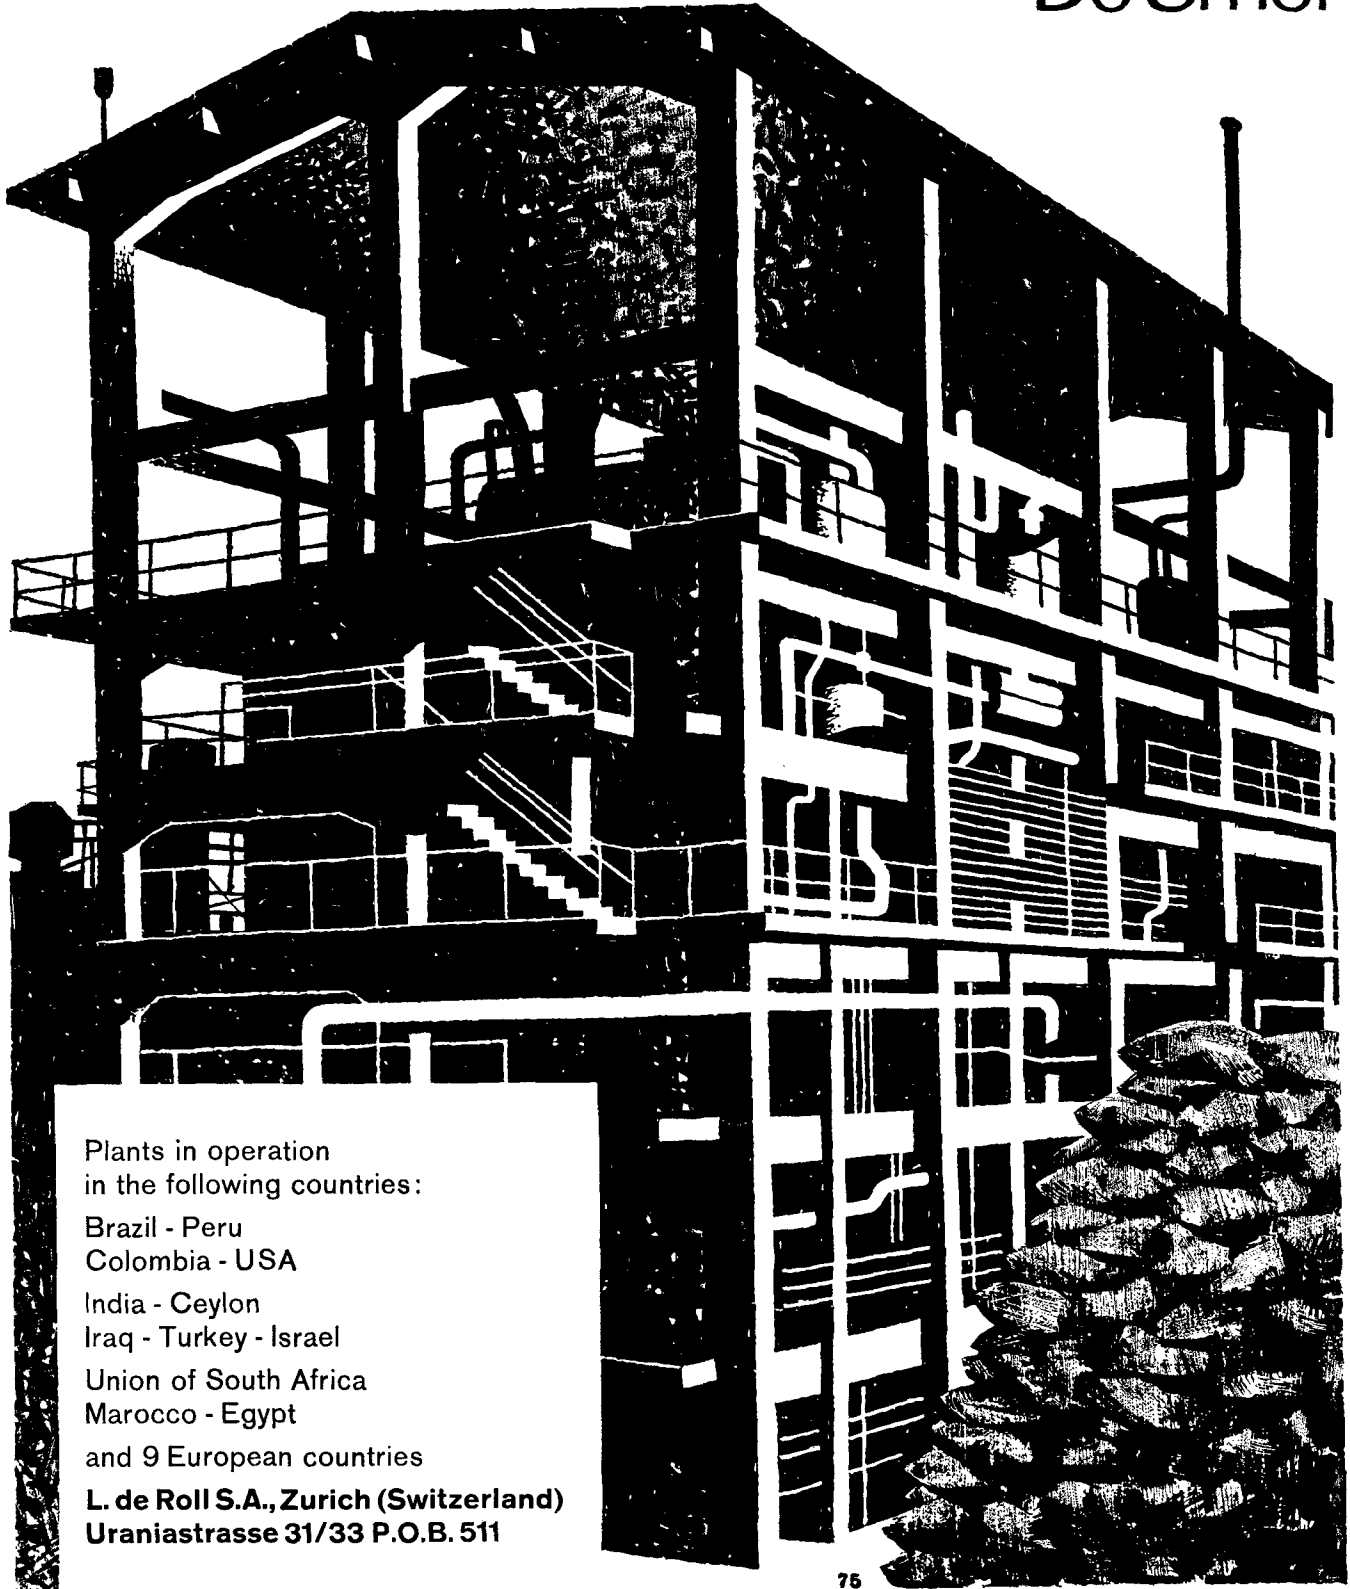 Plants in operation
in the following countries:
Brazil - Peru
Colombia - USA
India - Ceylon
Iraq - Turkey - Israel
Union of South Africa
Marocco - Egypt
and 9 European countries
L. de Roll S.A., Zurich (Switzerland)
Uraniastrasse 31/33 P.O.B. 511
75